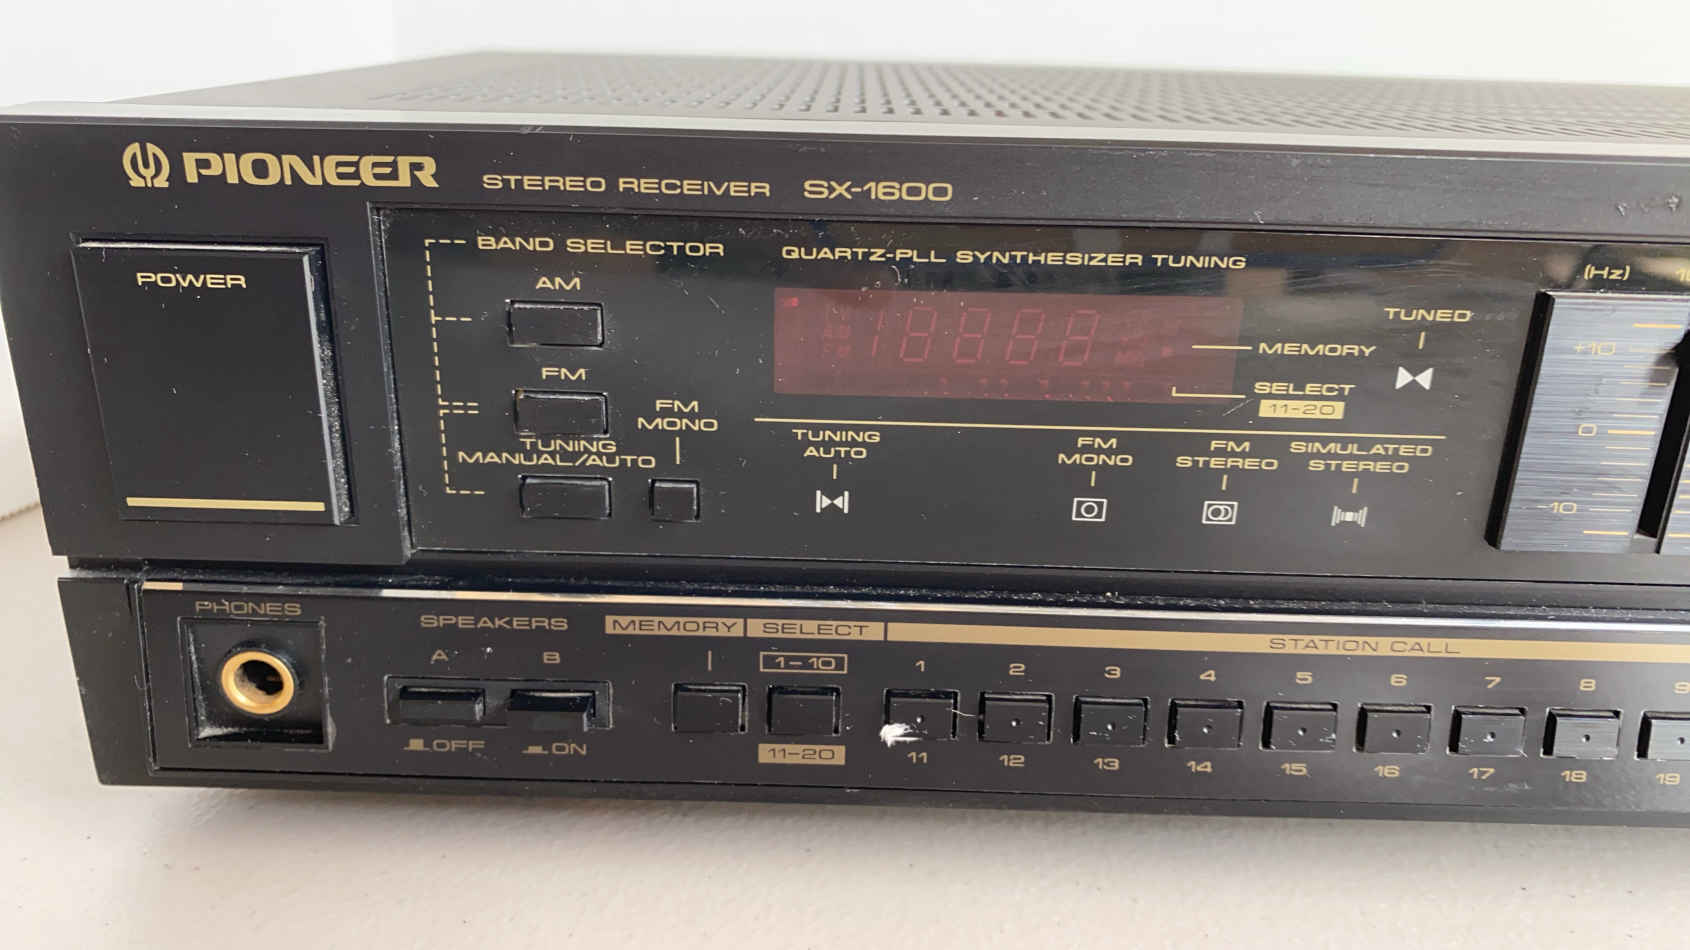 PIONEER STEREO RECEIVER SX-1600
POWER
BAND SELECTOR
AM
FM
TUNING
MANUAL/AUTO
FM
MONO
QUARTZ-PLL SYNTHESIZER TUNING
18888
MEMORY
SELECT
11-20
TUNED
TUNING
AUTO
FM
MONO
FM
STEREO
SIMULATED
STEREO
(Hz)
+10
0
-10
PHONES
SPEAKERS
A B
OFF ON
MEMORY SELECT STATION CALL
1-10
11-20
1 2 3 4 5 6 7 8 9
11 12 13 14 15 16 17 18 19